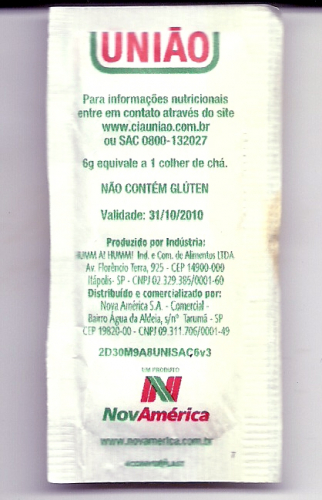 UNIÃO
Para informações nutricionais
entre em contato através do site
www.ciauniao.com.br
ou SAC 0800-132027
6g equivale a 1 colher de chá.
NÃO CONTÉM GLÚTEN
Validade: 31/10/2010
Produzido por Indústria:
HUMM A! HUMM! Ind. e Com. de Alimentos LTDA
Av. Florêncio Terra, 925 - CEP 14900-000
Itápolis - SP - CNPJ 02.329.385/0001-60
Distribuído e comercializado por:
Nova América S.A. - Comercial -
Bairro Água da Aldeia, s/nº Tarumã - SP
CEP 19820-00 - CNPJ 09.311.706/0001-49
2D30M9A8UNISAÇ6v3
UM PRODUTO
NovAmérica
www.novamerica.com.br